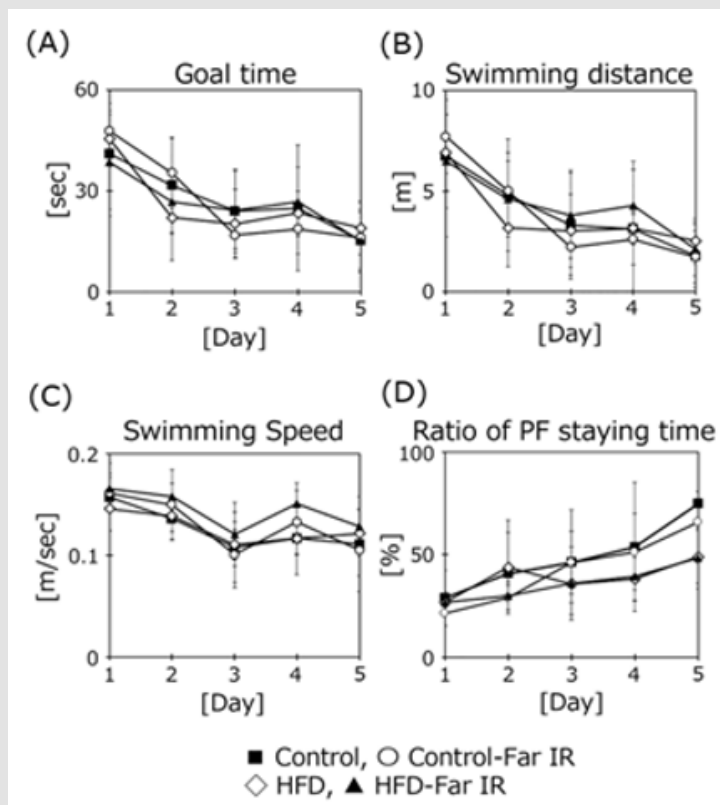 (A)
Goal time
60
30
0
[sec]
1 2 3 4 5
[Day]
(B)
Swimming distance
10
5
0
[m]
1 2 3 4 5
[Day]
(C)
Swimming Speed
0.2
0.1
0
[m/sec]
1 2 3 4 5
[Day]
(D)
Ratio of PF staying time
100
50
0
[%]
1 2 3 4 5
[Day]
■ Control, ○ Control-Far IR
◇ HFD, ▲ HFD-Far IR